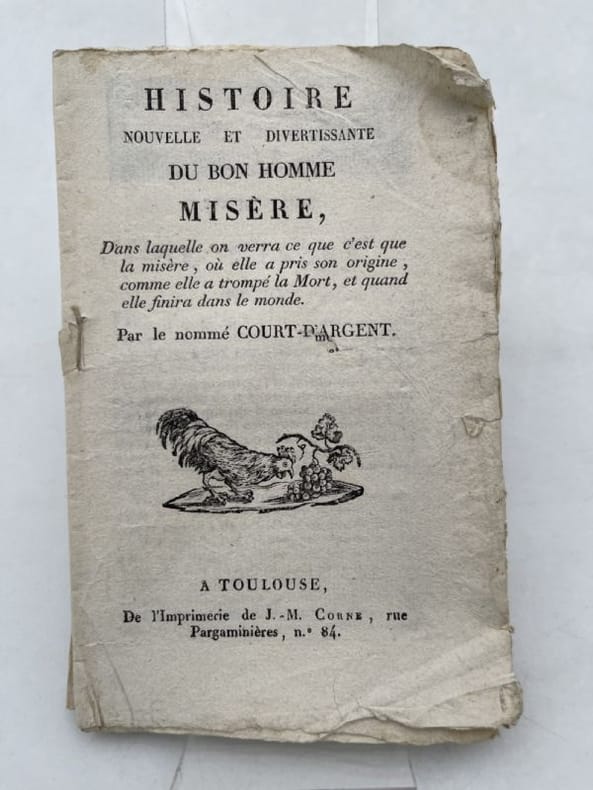 HISTOIRE
NOUVELLE ET DIVERTISSANTE
DU BON HOMME
MISÈRE,
Dans laquelle on verra ce que c'est que
la misère, où elle a pris son origine,
comme elle a trompé la Mort, et quand
elle finira dans le monde.
Par le nommé COURT-D'ARGENT.
A TOULOUSE,
De l'Imprimerie de J.-M. CORNE, rue
Pargaminières, n.º 84.